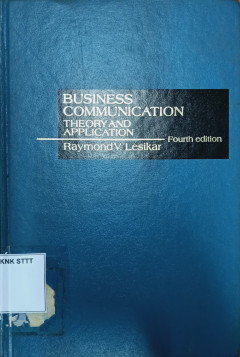 BUSINESS
COMMUNICATION
THEORY AND
APPLICATION
Fourth edition
Raymond V. Lesikar
KNK STTT